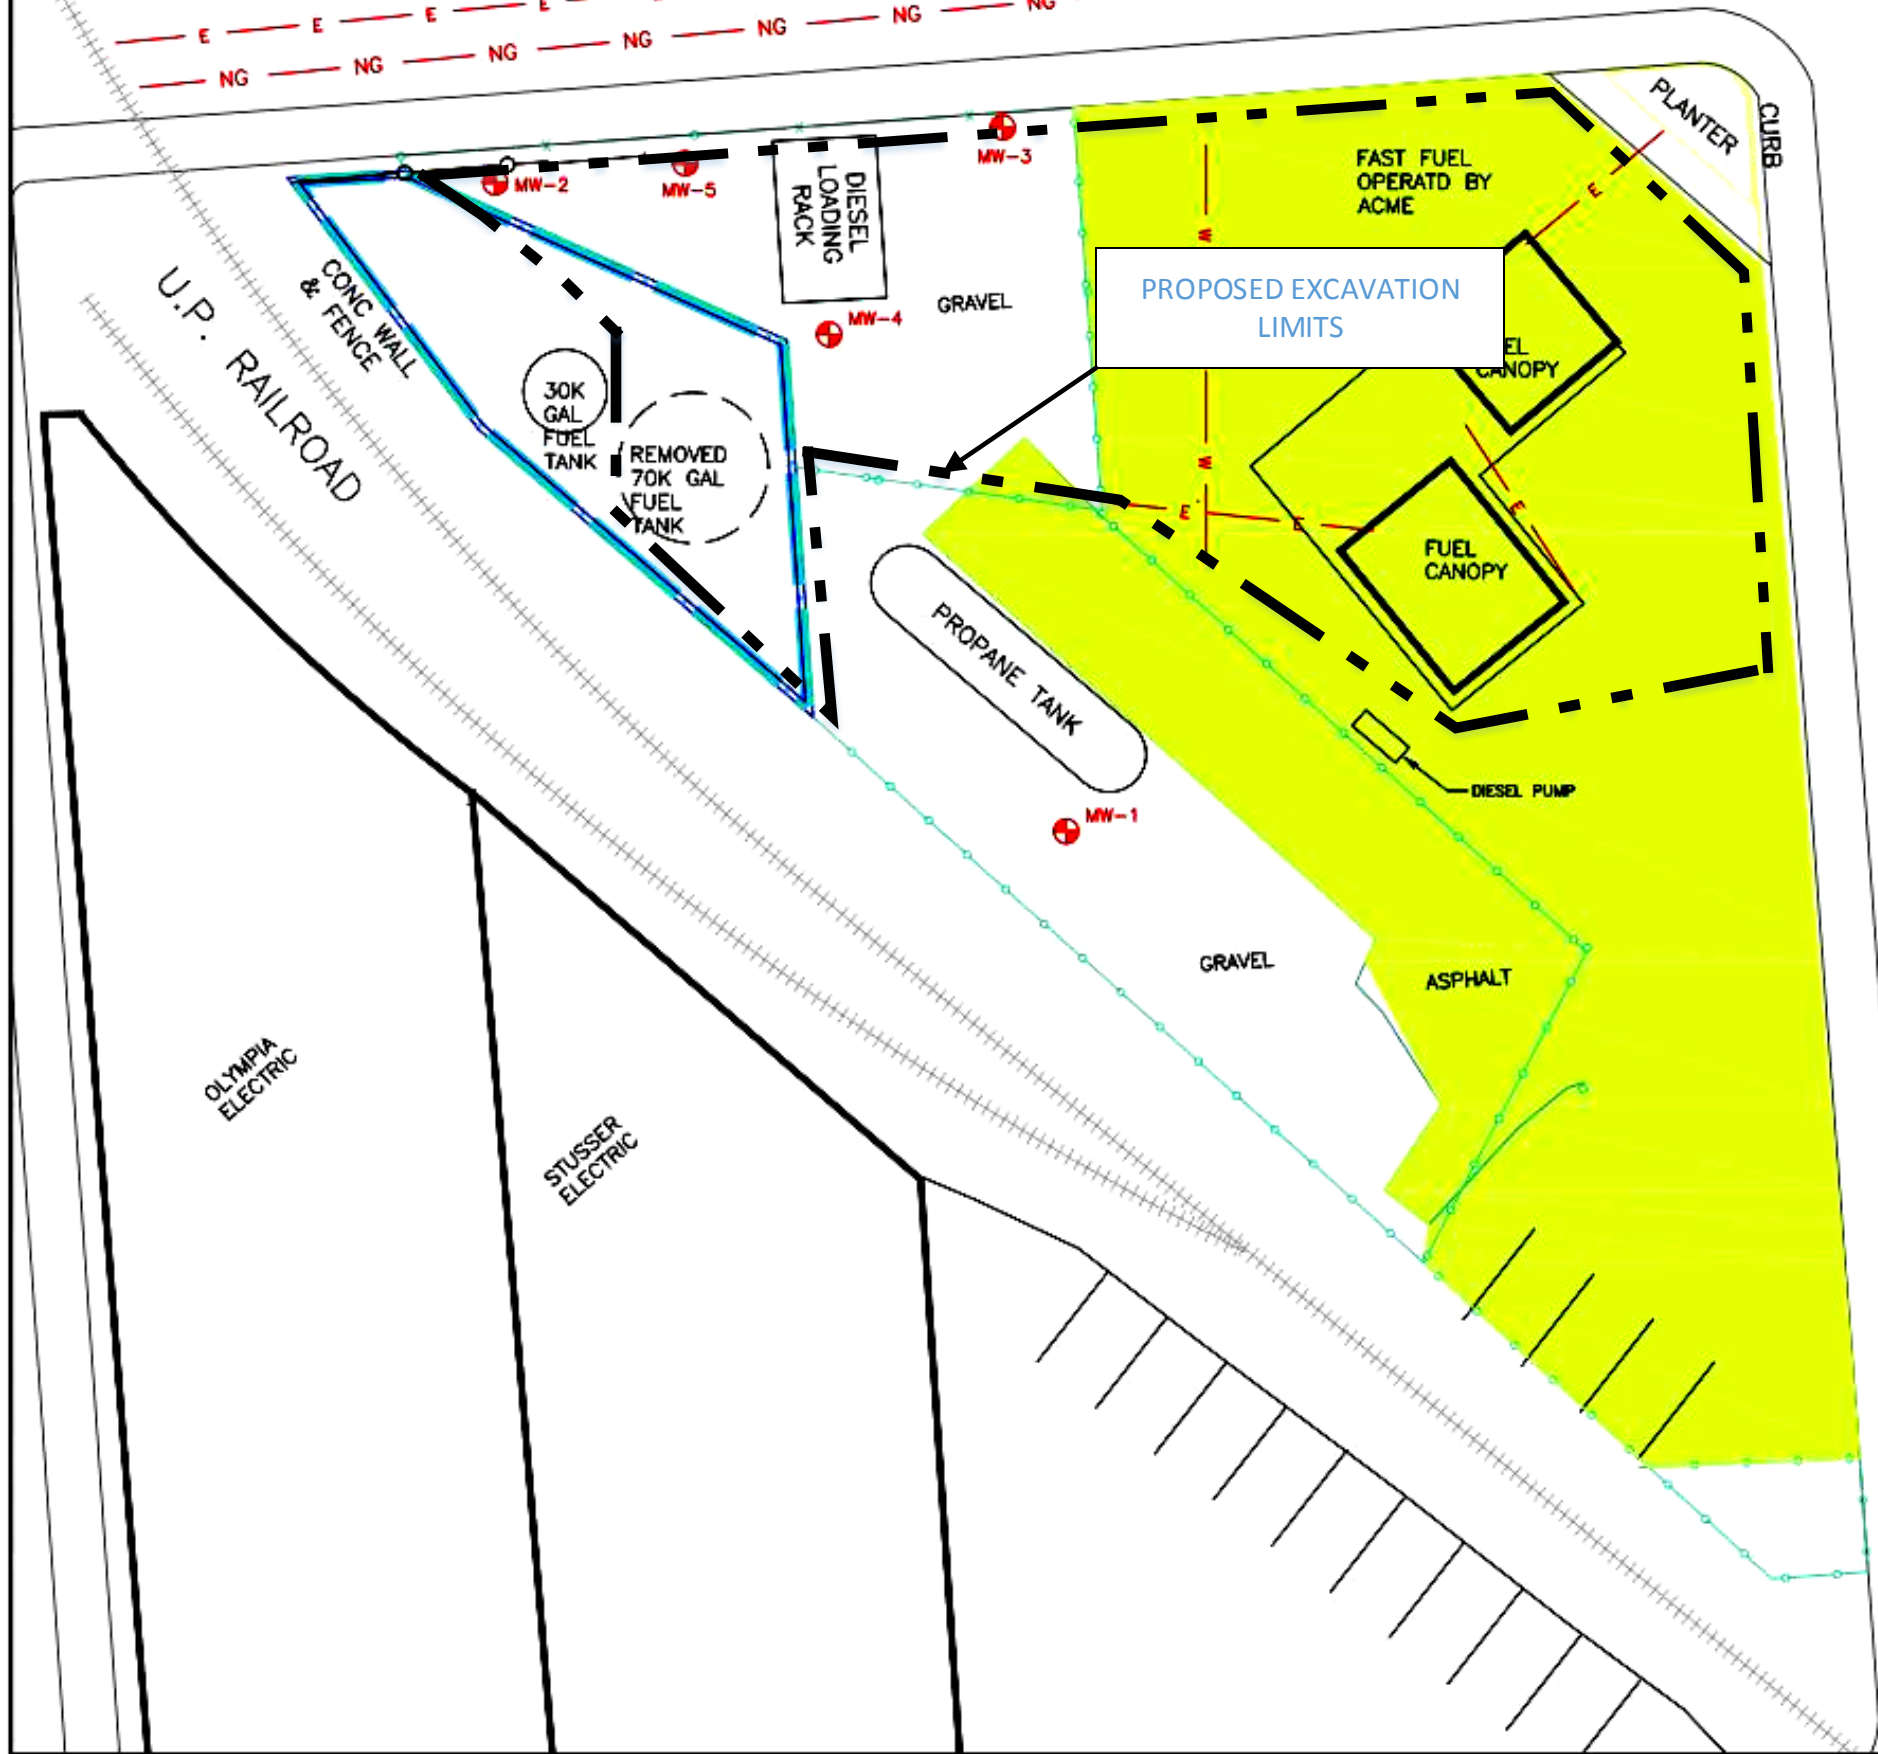 E E E
NG NG NG NG NG NG NG
PLANTER
CURB
MW-2
MW-5
MW-3
DIESEL
LOADING
RACK
FAST FUEL
OPERATD BY
ACME
E
W
U.P. RAILROAD
CONC WALL
& FENCE
MW-4
GRAVEL
PROPOSED EXCAVATION
LIMITS
EL
CANOPY
30K
GAL
FUEL
TANK
REMOVED
70K GAL
FUEL
TANK
W
E E
E
FUEL
CANOPY
PROPANE TANK
DIESEL PUMP
MW-1
GRAVEL
ASPHALT
OLYMPIA
ELECTRIC
STUSSER
ELECTRIC